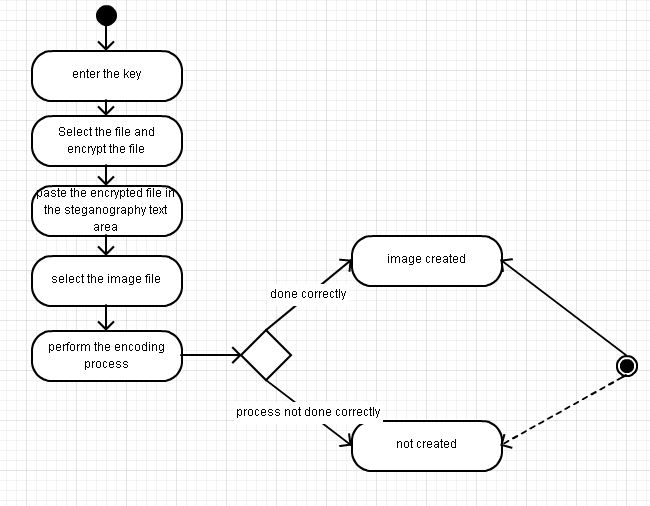 enter the key
Select the file and
encrypt the file
paste the encrypted file in
the steganography text
area
select the image file
perform the encoding
process
done correctly
image created
process not done correctly
not created